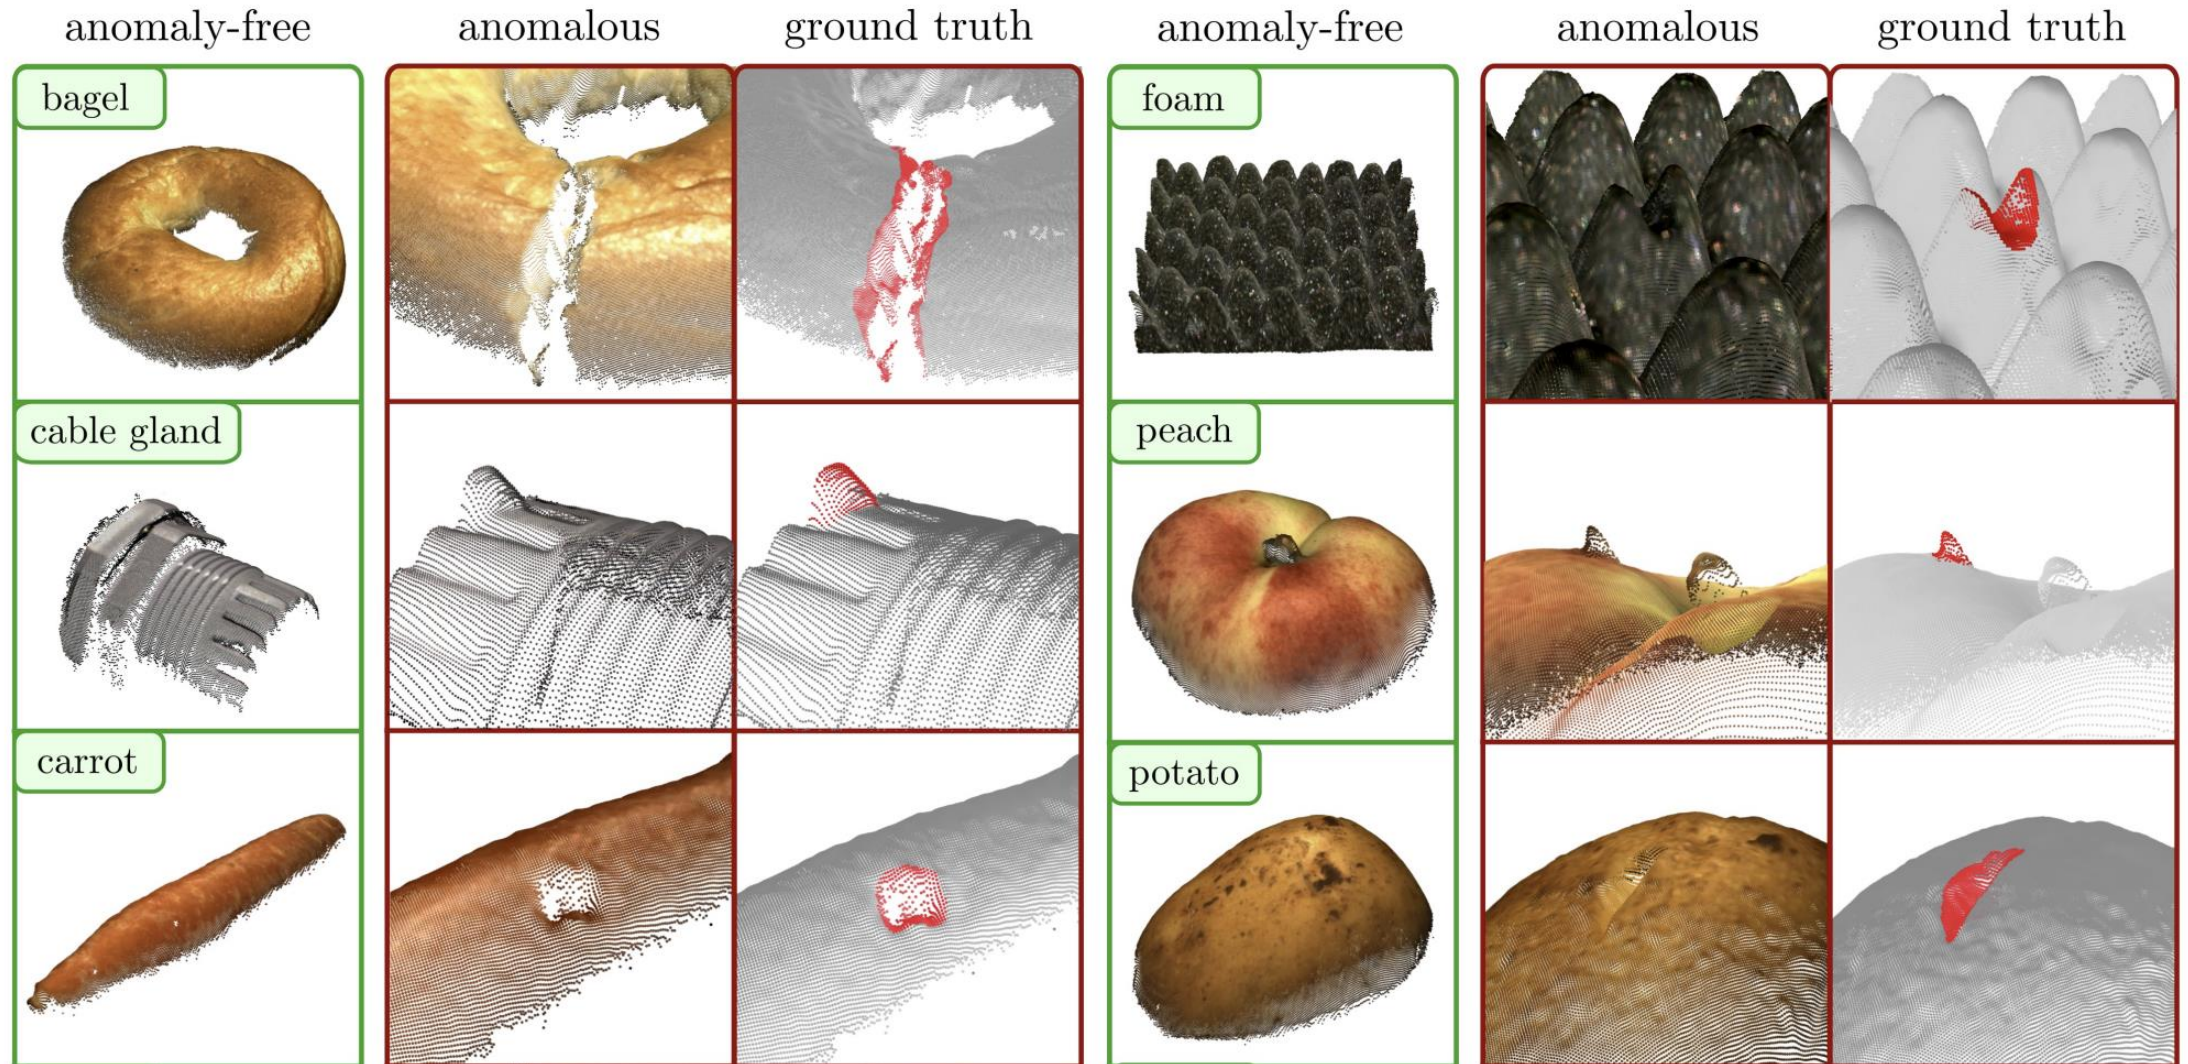 anomaly-free anomalous ground truth anomaly-free anomalous ground truth
bagel foam
cable gland peach
carrot potato